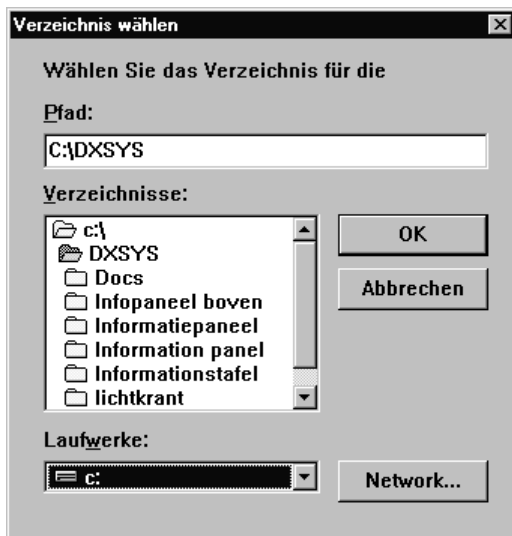 Verzeichnis wählen
Wählen Sie das Verzeichnis für die
Pfad:
C:\DXSYS
Verzeichnisse:
c:\
DXSYS
Docs
Infopaneel boven
Informatiepaneel
Information panel
Informationstafel
lichtkrant
OK
Abbrechen
Laufwerke:
c:
Network...